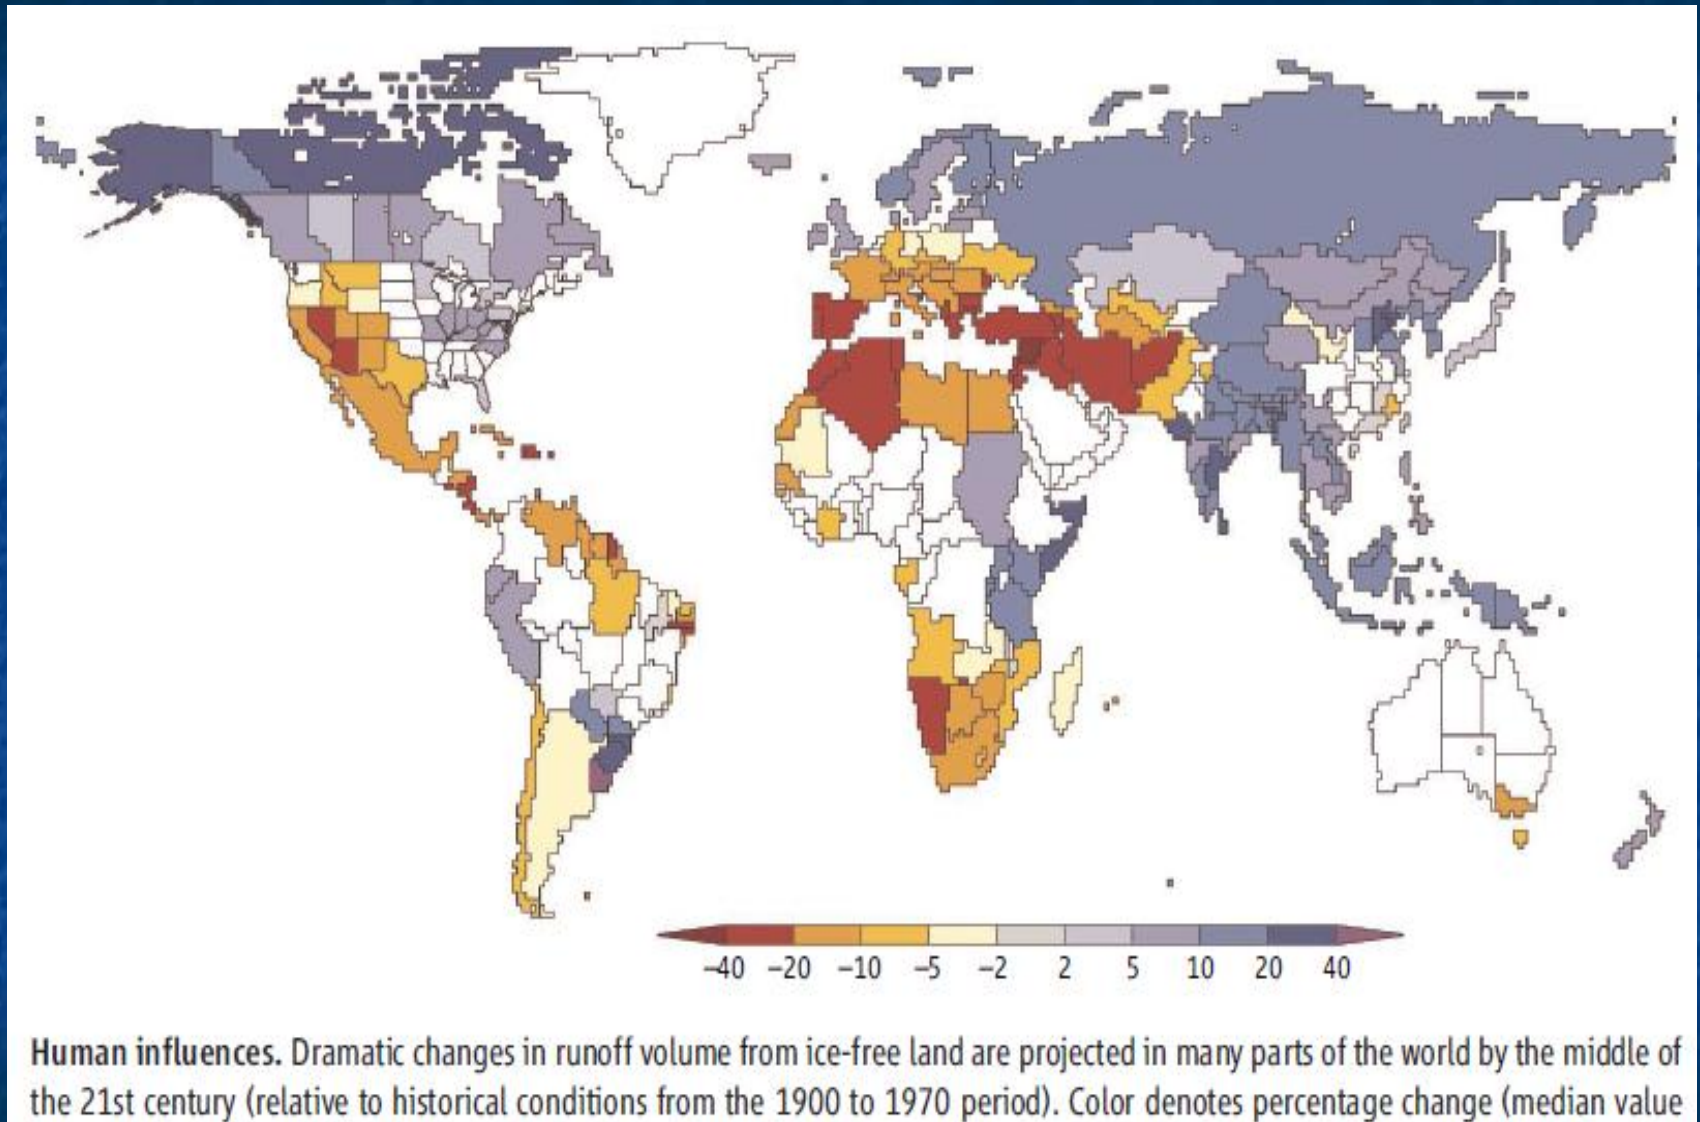 −40 −20 −10 −5 −2 2 5 10 20 40
Human influences. Dramatic changes in runoff volume from ice-free land are projected in many parts of the world by the middle of
the 21st century (relative to historical conditions from the 1900 to 1970 period). Color denotes percentage change (median value